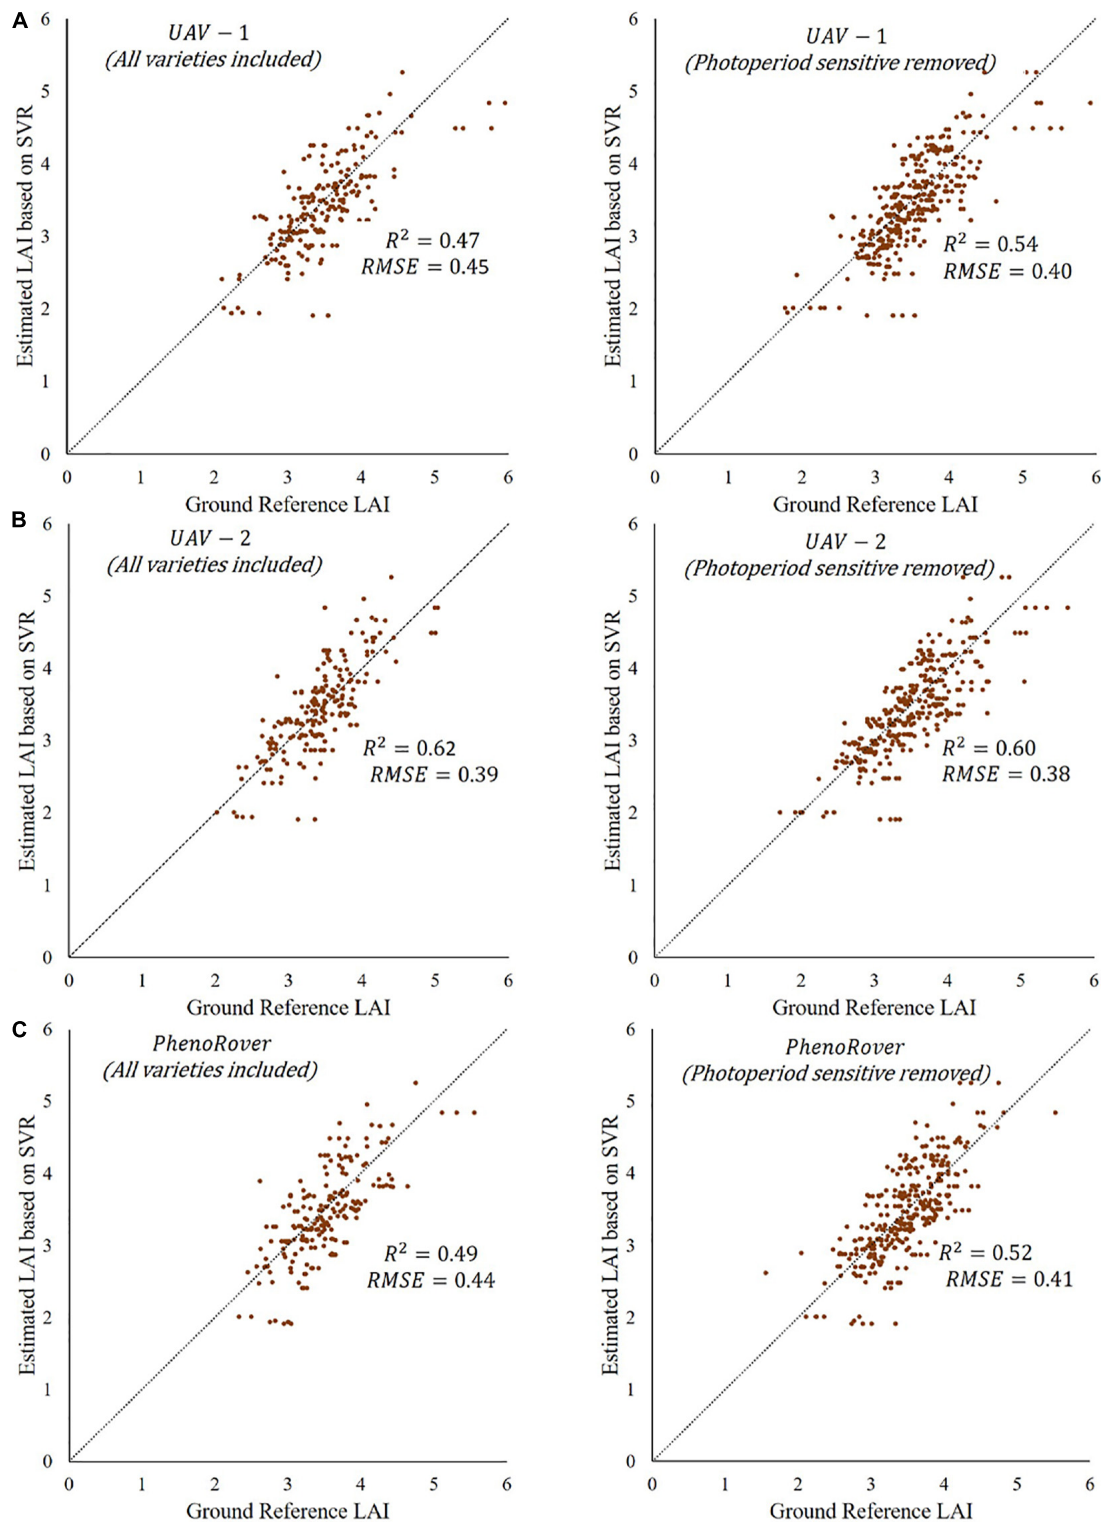 A
UAV − 1
(All varieties included)
Estimated LAI based on SVR
6
5
4
3
2
1
0
R² = 0.47
RMSE = 0.45
0 1 2 3 4 5 6
Ground Reference LAI
UAV − 1
(Photoperiod sensitive removed)
Estimated LAI based on SVR
6
5
4
3
2
1
0
R² = 0.54
RMSE = 0.40
0 1 2 3 4 5 6
Ground Reference LAI
B
UAV − 2
(All varieties included)
Estimated LAI based on SVR
6
5
4
3
2
1
0
R² = 0.62
RMSE = 0.39
0 1 2 3 4 5 6
Ground Reference LAI
UAV − 2
(Photoperiod sensitive removed)
Estimated LAI based on SVR
6
5
4
3
2
1
0
R² = 0.60
RMSE = 0.38
0 1 2 3 4 5 6
Ground Reference LAI
C
PhenoRover
(All varieties included)
Estimated LAI based on SVR
6
5
4
3
2
1
0
R² = 0.49
RMSE = 0.44
0 1 2 3 4 5 6
Ground Reference LAI
PhenoRover
(Photoperiod sensitive removed)
Estimated LAI based on SVR
6
5
4
3
2
1
0
R² = 0.52
RMSE = 0.41
0 1 2 3 4 5 6
Ground Reference LAI